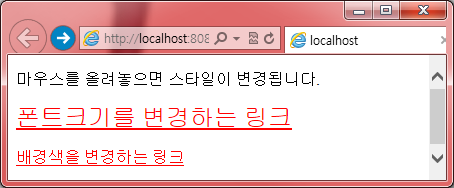 http://localhost:808
localhost
마우스를 올려놓으면 스타일이 변경됩니다.
폰트크기를 변경하는 링크
배경색을 변경하는 링크